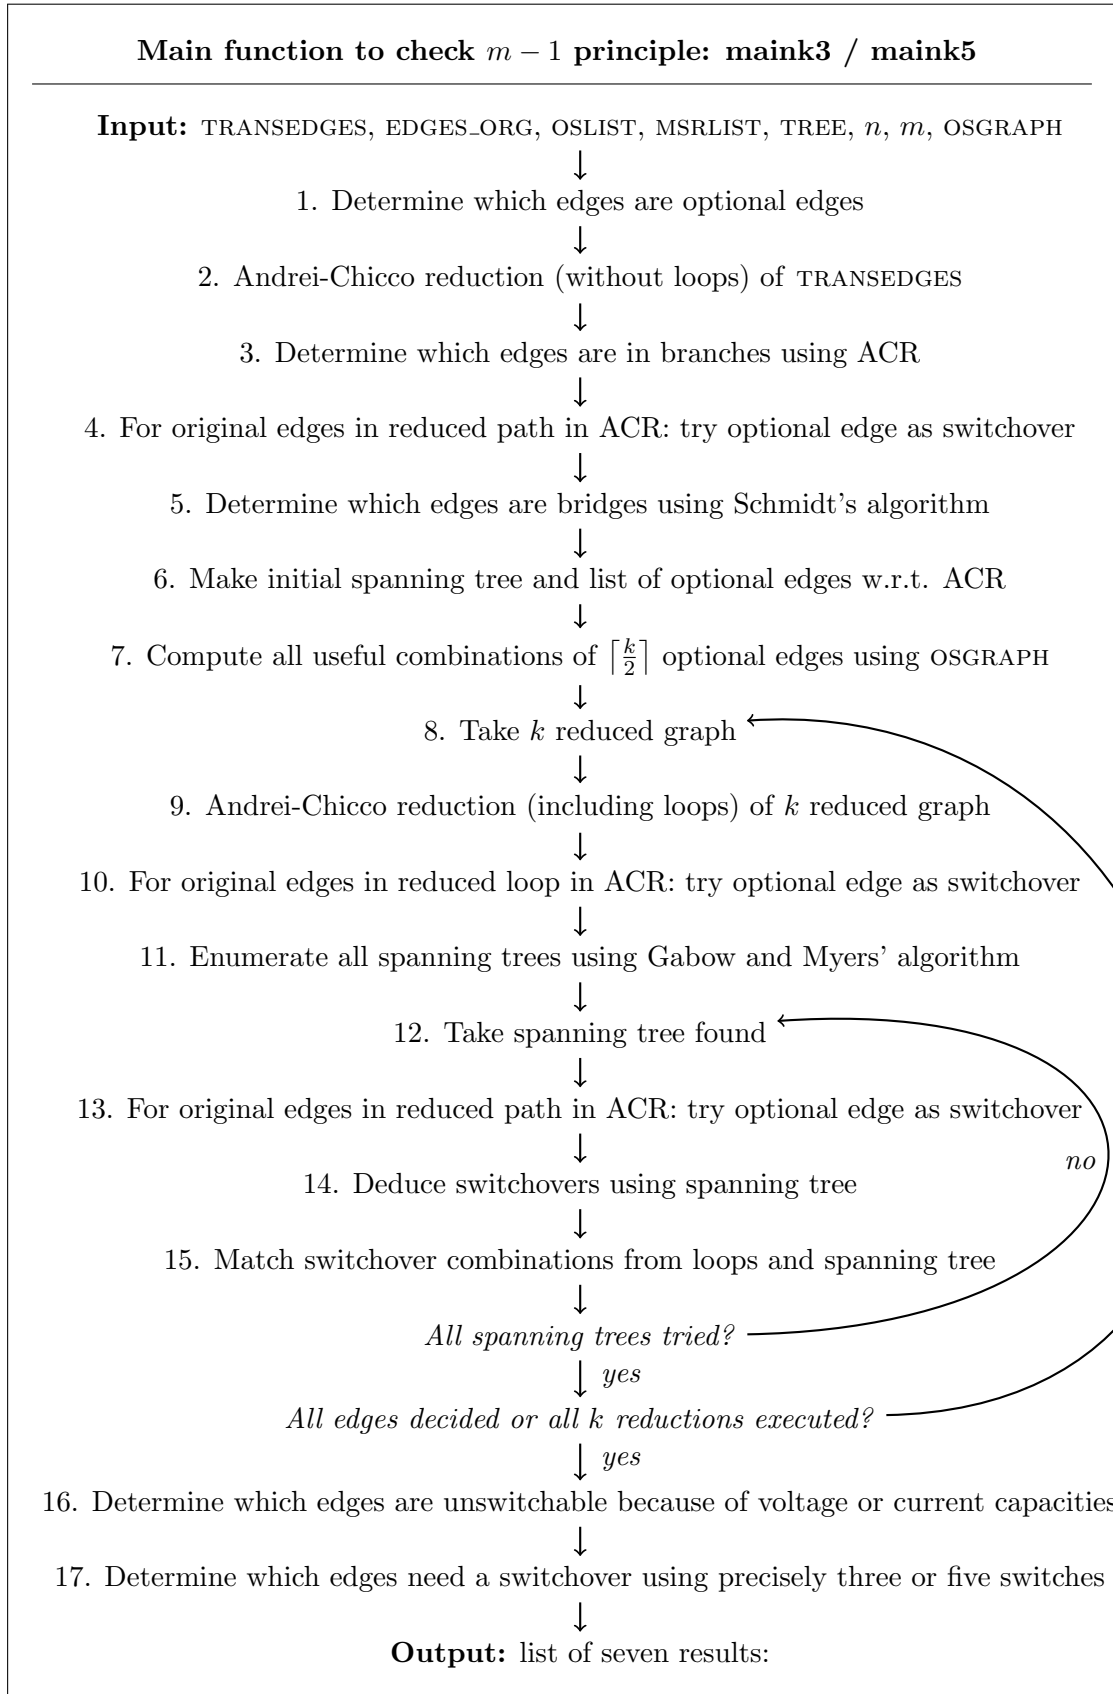 Main function to check m − 1 principle: maink3 / maink5
Input: TRANSEDGES, EDGES_ORG, OSLIST, MSRLIST, TREE, n, m, OSGRAPH
1. Determine which edges are optional edges
2. Andrei-Chicco reduction (without loops) of TRANSEDGES
3. Determine which edges are in branches using ACR
4. For original edges in reduced path in ACR: try optional edge as switchover
5. Determine which edges are bridges using Schmidt's algorithm
6. Make initial spanning tree and list of optional edges w.r.t. ACR
7. Compute all useful combinations of ⌈k/2⌉ optional edges using OSGRAPH
8. Take k reduced graph
9. Andrei-Chicco reduction (including loops) of k reduced graph
10. For original edges in reduced loop in ACR: try optional edge as switchover
11. Enumerate all spanning trees using Gabow and Myers' algorithm
12. Take spanning tree found
13. For original edges in reduced path in ACR: try optional edge as switchover
no
14. Deduce switchovers using spanning tree
15. Match switchover combinations from loops and spanning tree
All spanning trees tried?
yes
All edges decided or all k reductions executed?
yes
16. Determine which edges are unswitchable because of voltage or current capacities
17. Determine which edges need a switchover using precisely three or five switches
Output: list of seven results: